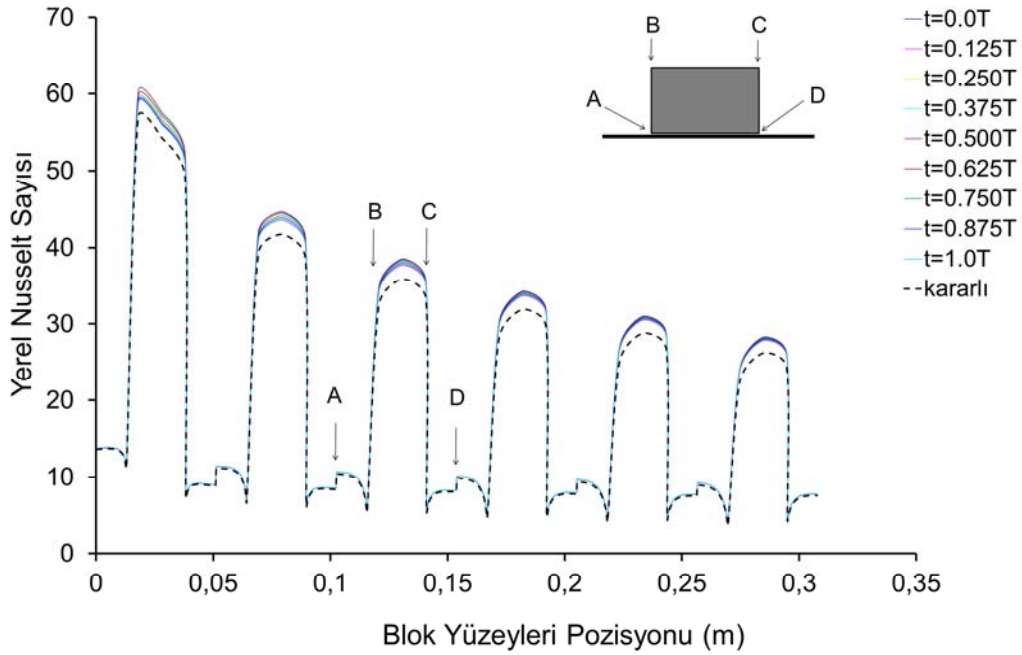 70
60
50
40
30
20
10
0
Yerel Nusselt Sayısı
0
0,05
0,1
0,15
0,2
0,25
0,3
0,35
Blok Yüzeyleri Pozisyonu (m)
A
B
C
D
B
C
A
D
t=0.0T
t=0.125T
t=0.250T
t=0.375T
t=0.500T
t=0.625T
t=0.750T
t=0.875T
t=1.0T
kararlı